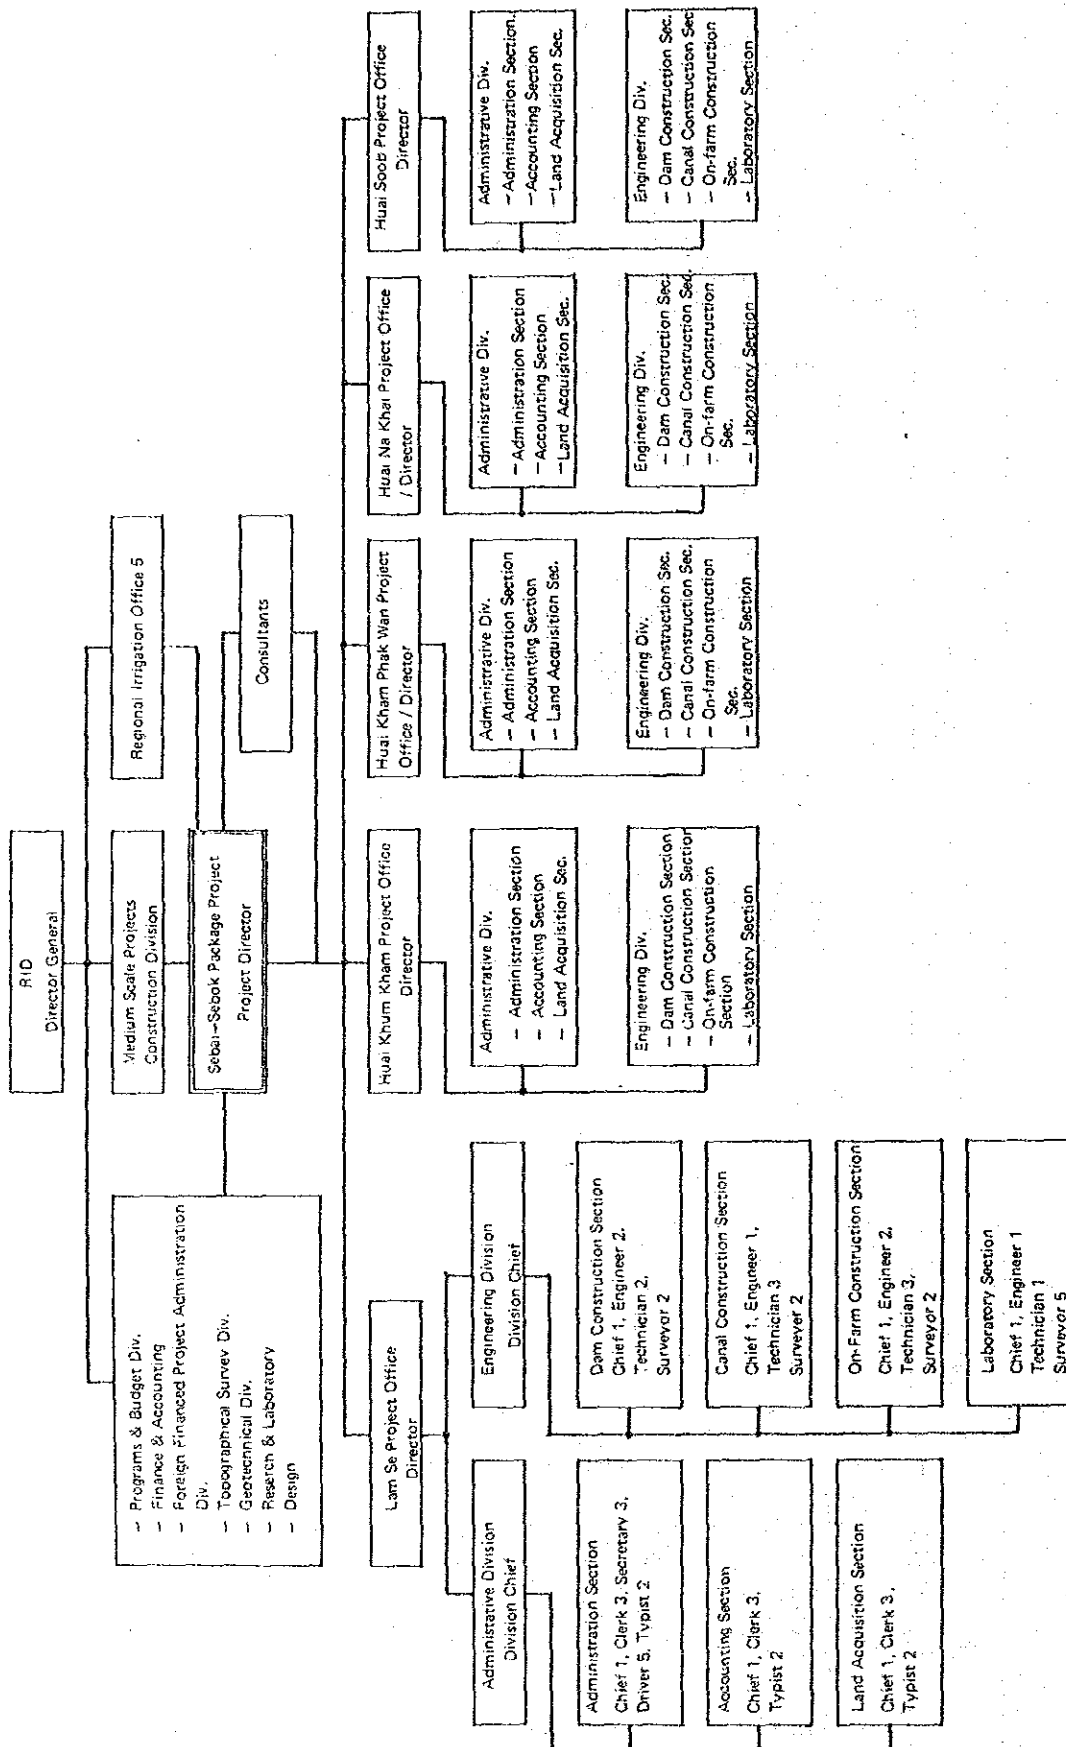 RID
Director General
Medium Scale Projects
Construction Division
Regional Irrigation Office 5
– Programs & Budget Div.
– Finance & Accounting
– Foreign Financed Project Administration
Div.
– Topographical Survey Div.
– Geotechnical Div.
– Reserch & Laboratory
– Design
Sebai–Sebok Package Project
Project Director
Consultants
Lam Se Project Office
Director
Huai Khum Kham Project Office
Director
Huai Kham Phak Wan Project
Office / Director
Huai Na Khai Project Office
/ Director
Huai Soob Project Office
Director
Administative Division
Division Chief
Administration Section
Chief 1, Clerk 3, Secretary 3,
Driver 5, Typist 2
Accounting Section
Chief 1, Clerk 3,
Typist 2
Land Acquisition Section
Chief 1, Clerk 3,
Typist 2
Engineering Division
Division Chief
Dam Construction Section
Chief 1, Engineer 2,
Technician 2,
Surveyor 2
Canal Construction Section
Chief 1, Engineer 1,
Technician 3
Surveyer 2
On-Farm Construction Section
Chief 1, Engineer 2,
Technician 3,
Surveyor 2
Laboratory Section
Chief 1, Engineer 1
Technician 1
Surveyor 5
Administrative Div.
– Administration Section
– Accounting Section
– Land Acquisition Sec.
Engineering Div.
– Dam Construction Section
– Canal Construction Section
– On-farm Construction
Section
– Laboratory Section
Administrative Div.
– Administration Section
– Accounting Section
– Land Acquisition Sec.
Engineering Div.
– Dam Construction Sec.
– Canal Construction Sec.
– On-farm Construction
Sec.
– Laboratory Section
Administrative Div.
– Administration Section
– Accounting Section
– Land Acquisition Sec.
Engineering Div.
– Dam Construction Sec.
– Canal Construction Sec.
– On-farm Construction
Sec.
– Laboratory Section
Administrative Div.
– Administration Section.
– Accounting Section
– Land Acquisition Sec.
Engineering Div.
– Dam Construction Sec.
– Canal Construction Sec
– On-farm Construction
Sec.
– Laboratory Section